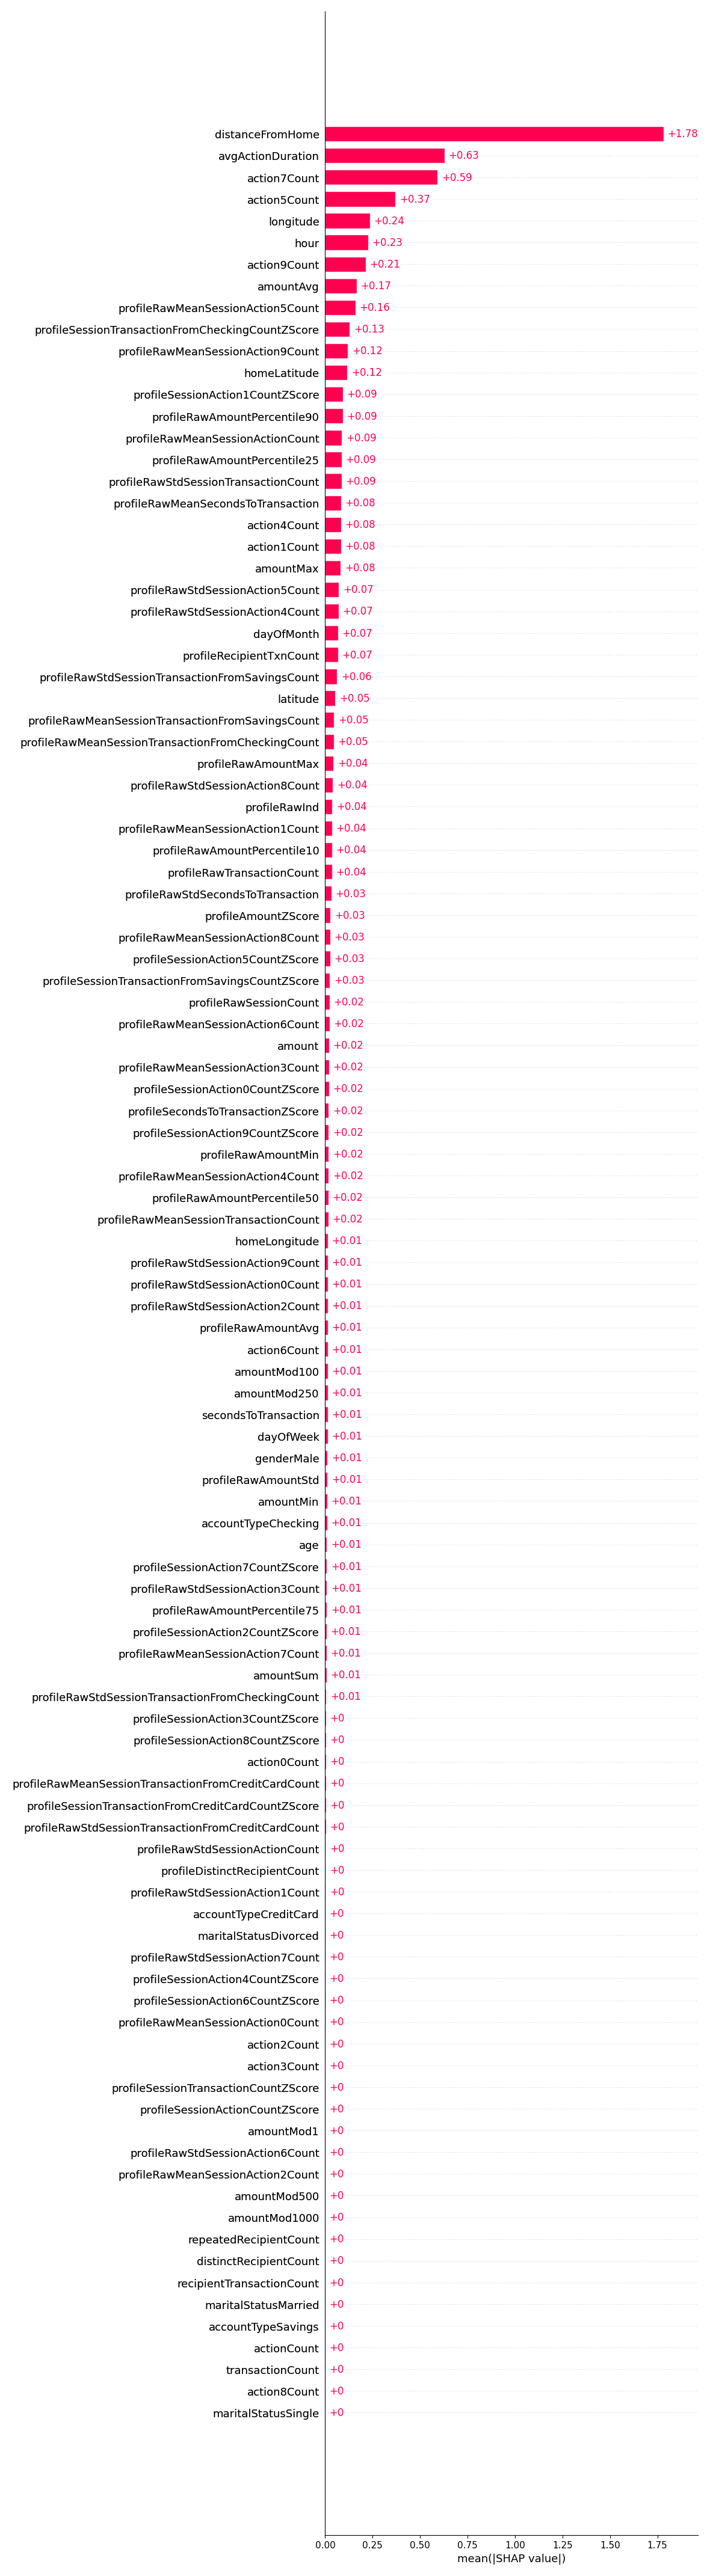 distanceFromHome +1.78
avgActionDuration +0.63
action7Count +0.59
action5Count +0.37
longitude +0.24
hour +0.23
action9Count +0.21
amountAvg +0.17
profileRawMeanSessionAction5Count +0.16
profileSessionTransactionFromCheckingCountZScore +0.13
profileRawMeanSessionAction9Count +0.12
homeLatitude +0.12
profileSessionAction1CountZScore +0.09
profileRawAmountPercentile90 +0.09
profileRawMeanSessionActionCount +0.09
profileRawAmountPercentile25 +0.09
profileRawStdSessionTransactionCount +0.09
profileRawMeanSecondsToTransaction +0.08
action4Count +0.08
action1Count +0.08
amountMax +0.08
profileRawStdSessionAction5Count +0.07
profileRawStdSessionAction4Count +0.07
dayOfMonth +0.07
profileRecipientTxnCount +0.07
profileRawStdSessionTransactionFromSavingsCount +0.06
latitude +0.05
profileRawMeanSessionTransactionFromSavingsCount +0.05
profileRawMeanSessionTransactionFromCheckingCount +0.05
profileRawAmountMax +0.04
profileRawStdSessionAction8Count +0.04
profileRawInd +0.04
profileRawMeanSessionAction1Count +0.04
profileRawAmountPercentile10 +0.04
profileRawTransactionCount +0.04
profileRawStdSecondsToTransaction +0.03
profileAmountZScore +0.03
profileRawMeanSessionAction8Count +0.03
profileSessionAction5CountZScore +0.03
profileSessionTransactionFromSavingsCountZScore +0.03
profileRawSessionCount +0.02
profileRawMeanSessionAction6Count +0.02
amount +0.02
profileRawMeanSessionAction3Count +0.02
profileSessionAction0CountZScore +0.02
profileSecondsToTransactionZScore +0.02
profileSessionAction9CountZScore +0.02
profileRawAmountMin +0.02
profileRawMeanSessionAction4Count +0.02
profileRawAmountPercentile50 +0.02
profileRawMeanSessionTransactionCount +0.02
homeLongitude +0.01
profileRawStdSessionAction9Count +0.01
profileRawStdSessionAction0Count +0.01
profileRawStdSessionAction2Count +0.01
profileRawAmountAvg +0.01
action6Count +0.01
amountMod100 +0.01
amountMod250 +0.01
secondsToTransaction +0.01
dayOfWeek +0.01
genderMale +0.01
profileRawAmountStd +0.01
amountMin +0.01
accountTypeChecking +0.01
age +0.01
profileSessionAction7CountZScore +0.01
profileRawStdSessionAction3Count +0.01
profileRawAmountPercentile75 +0.01
profileSessionAction2CountZScore +0.01
profileRawMeanSessionAction7Count +0.01
amountSum +0.01
profileRawStdSessionTransactionFromCheckingCount +0.01
profileSessionAction3CountZScore +0
profileSessionAction8CountZScore +0
action0Count +0
profileRawMeanSessionTransactionFromCreditCardCount +0
profileSessionTransactionFromCreditCardCountZScore +0
profileRawStdSessionTransactionFromCreditCardCount +0
profileRawStdSessionActionCount +0
profileDistinctRecipientCount +0
profileRawStdSessionAction1Count +0
accountTypeCreditCard +0
maritalStatusDivorced +0
profileRawStdSessionAction7Count +0
profileSessionAction4CountZScore +0
profileSessionAction6CountZScore +0
profileRawMeanSessionAction0Count +0
action2Count +0
action3Count +0
profileSessionTransactionCountZScore +0
profileSessionActionCountZScore +0
amountMod1 +0
profileRawStdSessionAction6Count +0
profileRawMeanSessionAction2Count +0
amountMod500 +0
amountMod1000 +0
repeatedRecipientCount +0
distinctRecipientCount +0
recipientTransactionCount +0
maritalStatusMarried +0
accountTypeSavings +0
actionCount +0
transactionCount +0
action8Count +0
maritalStatusSingle +0
0.00 0.25 0.50 0.75 1.00 1.25 1.50 1.75
mean(|SHAP value|)